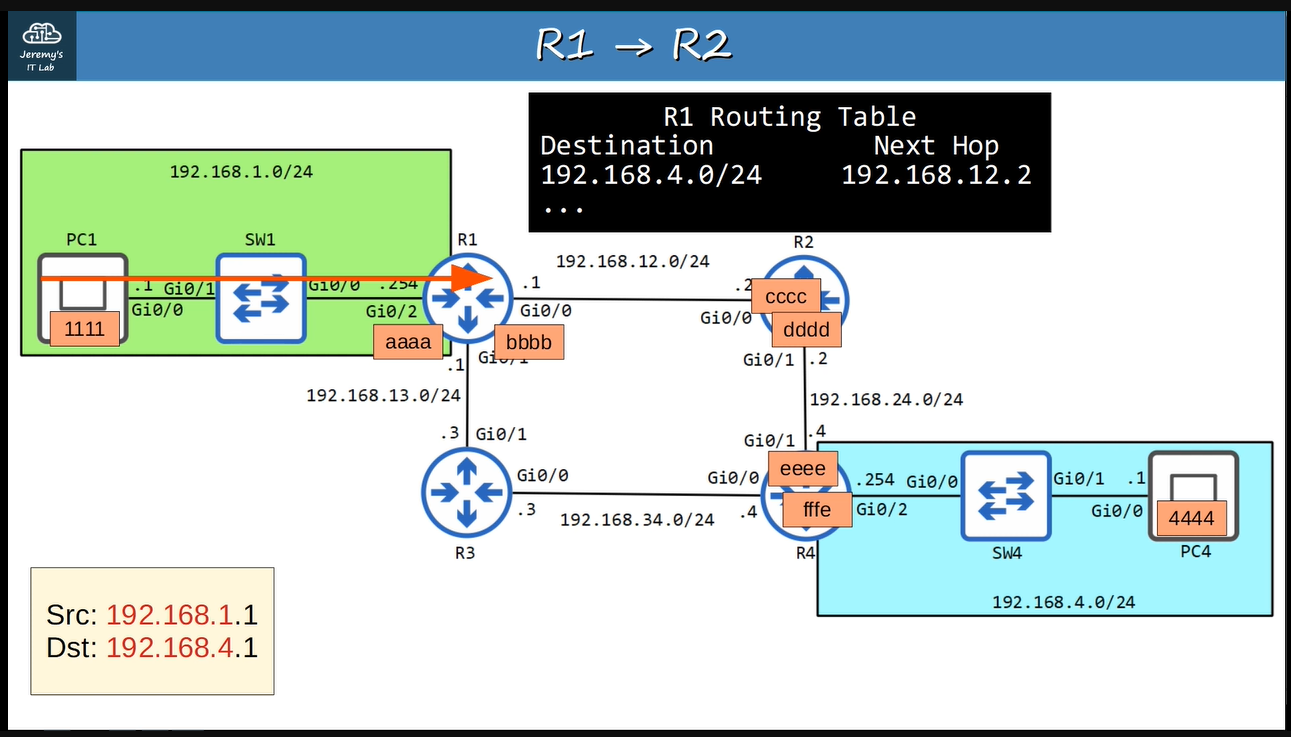 Jeremy's
IT Lab
R1 → R2
R1 Routing Table
Destination Next Hop
192.168.4.0/24 192.168.12.2
...
192.168.1.0/24
PC1
SW1
R1
R2
192.168.12.0/24
.1 Gi0/1
Gi0/0 .254
.1
.2
Gi0/0
Gi0/2
Gi0/0
Gi0/0
1111
aaaa
bbbb
cccc
dddd
.1
Gi0/1
Gi0/1 .2
192.168.13.0/24
192.168.24.0/24
.3 Gi0/1
Gi0/1 .4
Gi0/0
Gi0/0
eeee
fffe
.254 Gi0/0
Gi0/1 .1
.3
192.168.34.0/24
.4
Gi0/2
Gi0/0
4444
R3
R4
SW4
PC4
192.168.4.0/24
Src: 192.168.1.1
Dst: 192.168.4.1